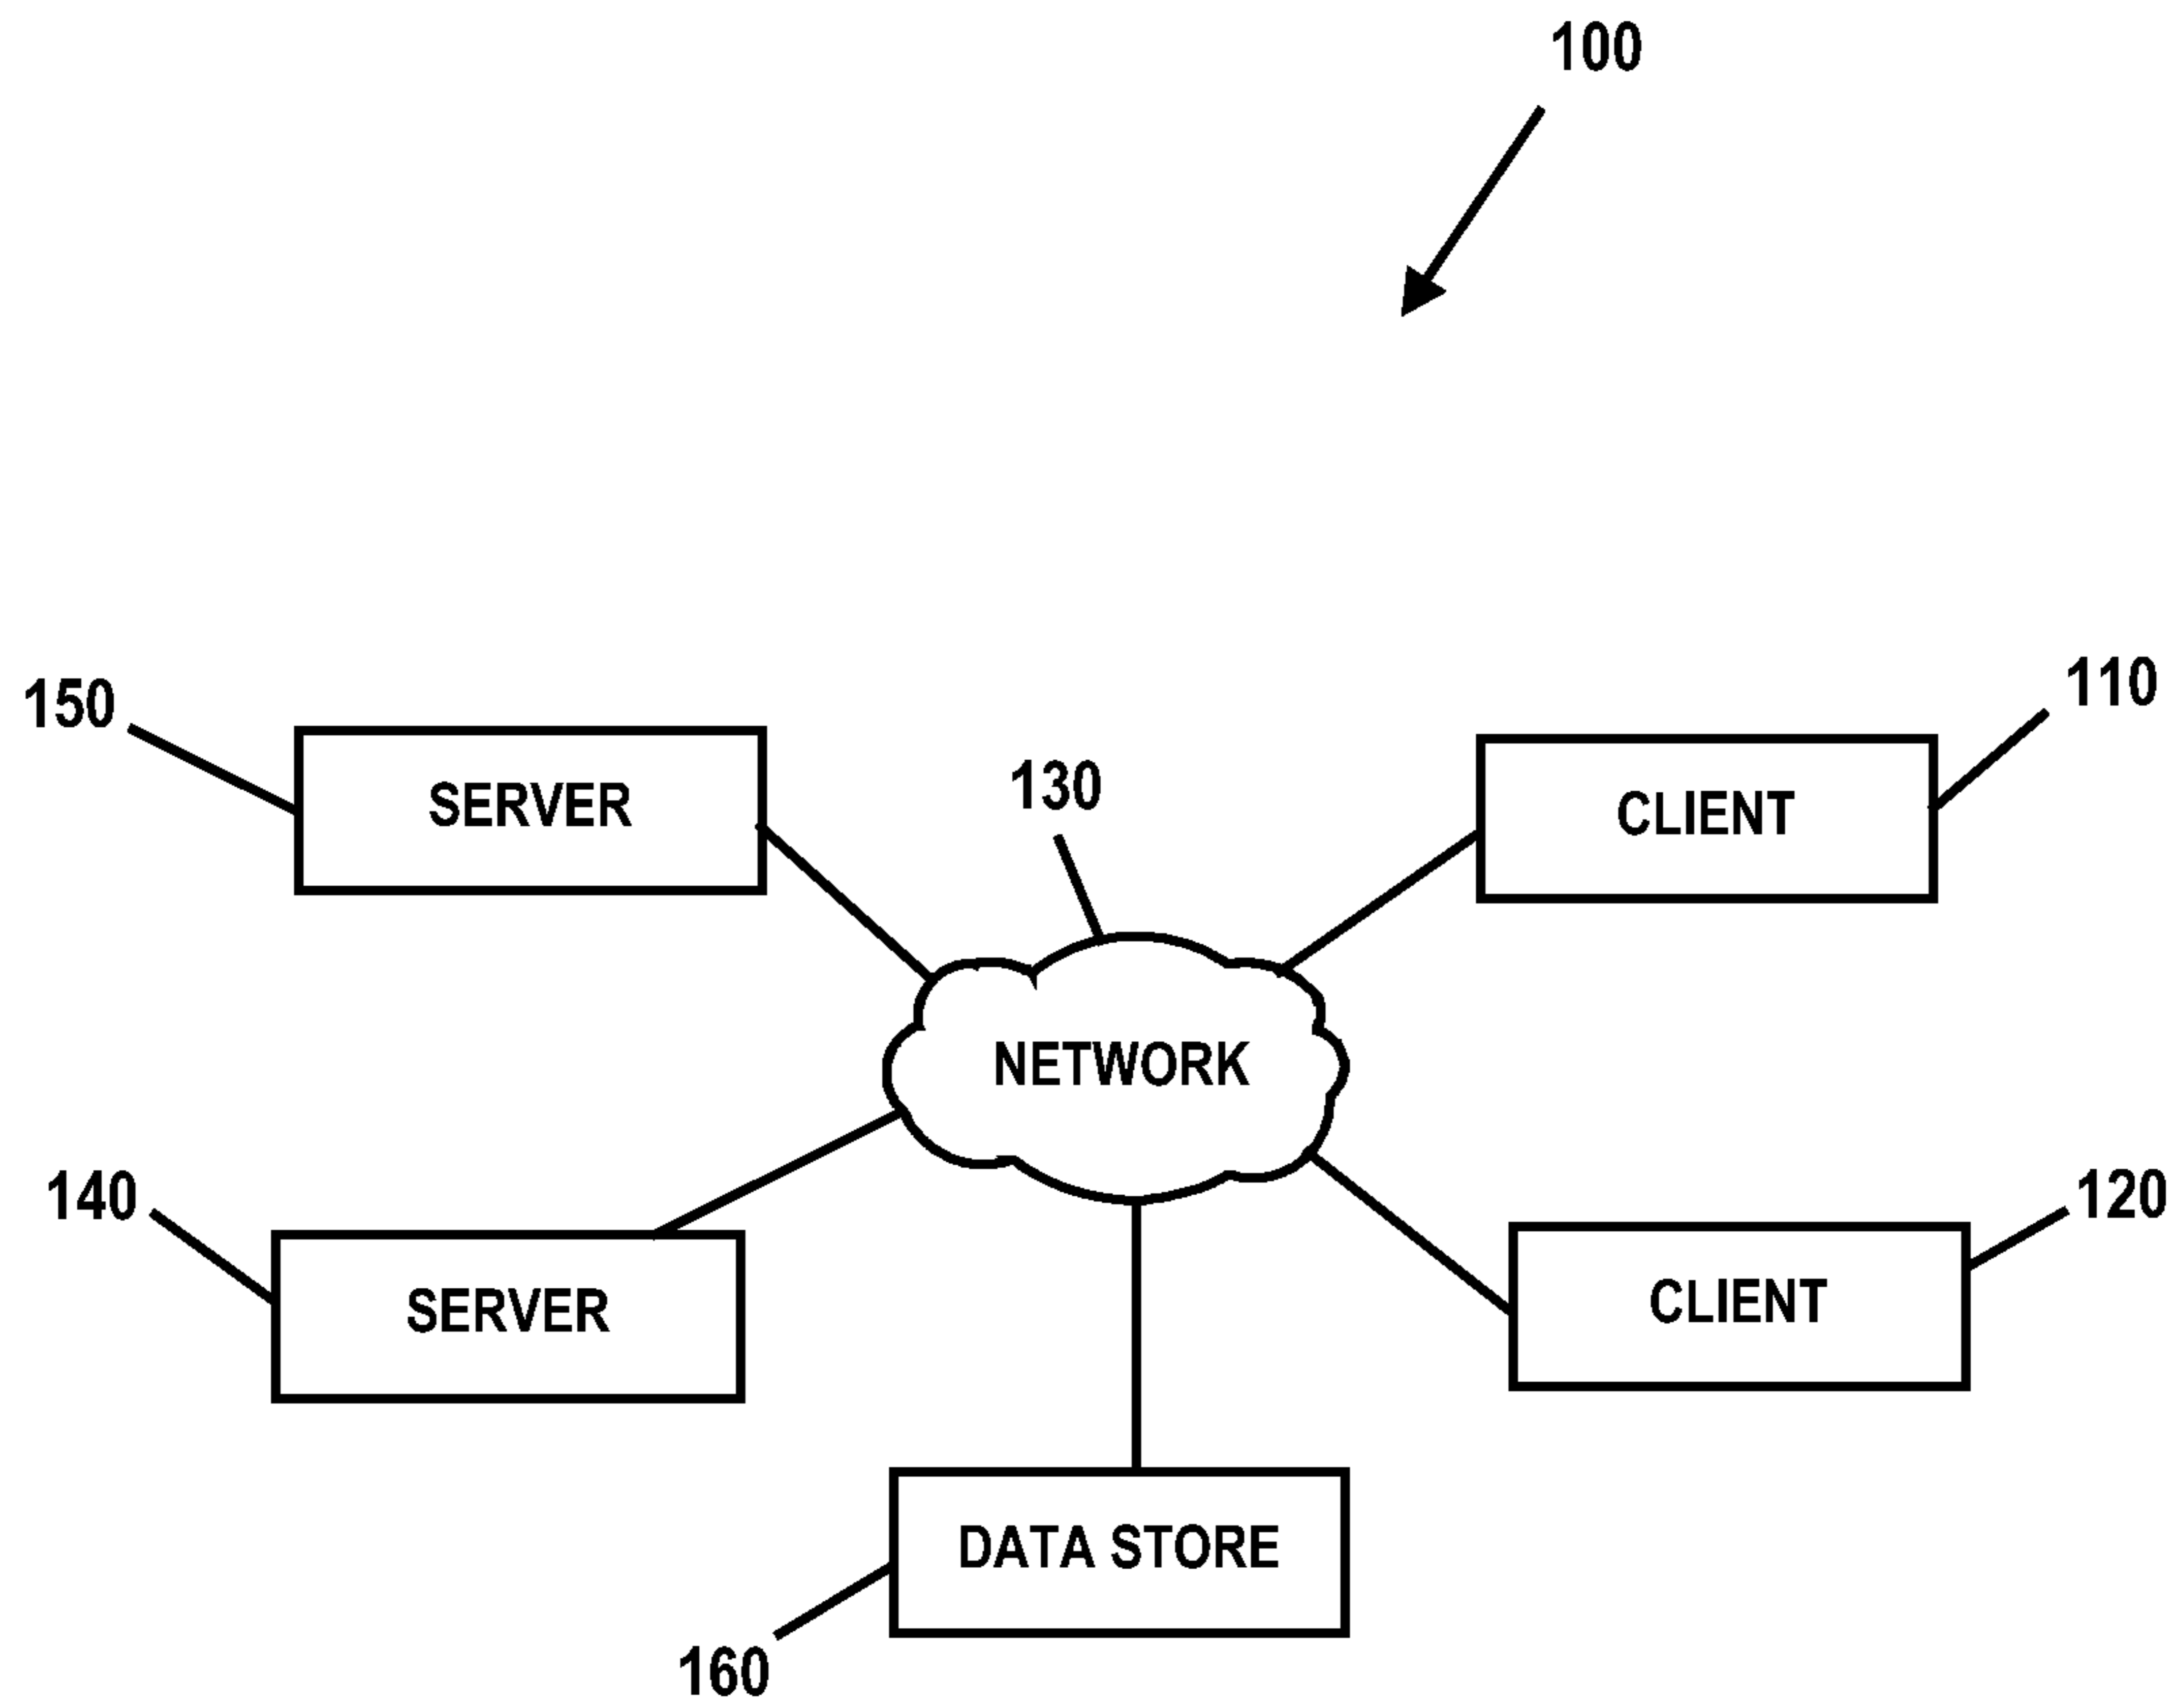 100
150
110
SERVER
130
CLIENT
NETWORK
140
120
SERVER
CLIENT
DATA STORE
160